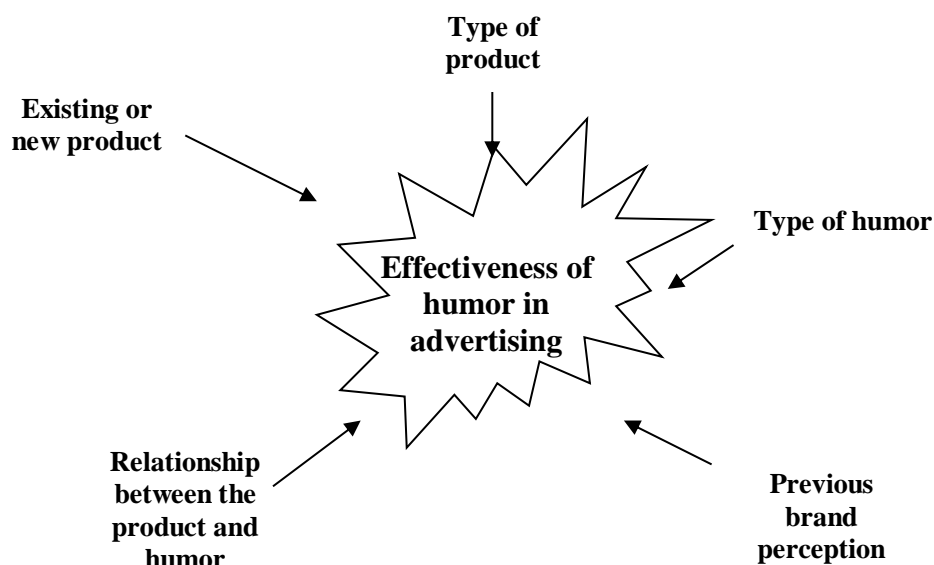 Type of
product
Existing or
new product
Type of humor
Effectiveness of
humor in
advertising
Relationship
between the
product and
humor
Previous
brand
perception